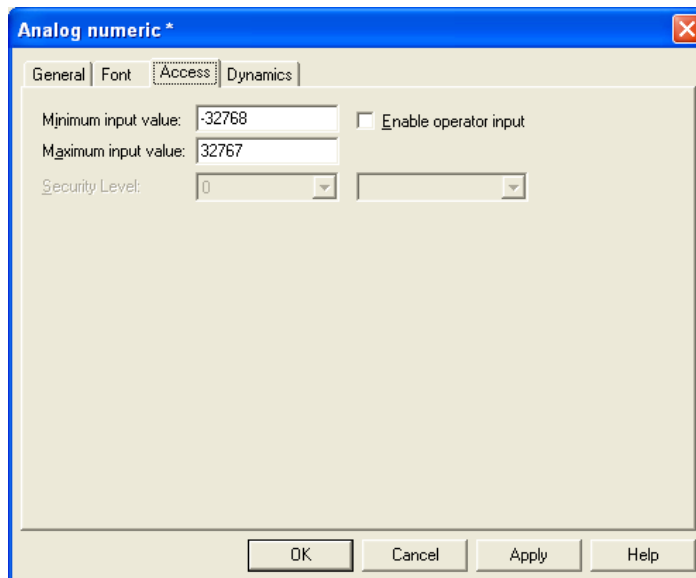 Analog numeric *
General Font Access Dynamics
Minimum input value: -32768 Enable operator input
Maximum input value: 32767
Security Level: 0
OK Cancel Apply Help